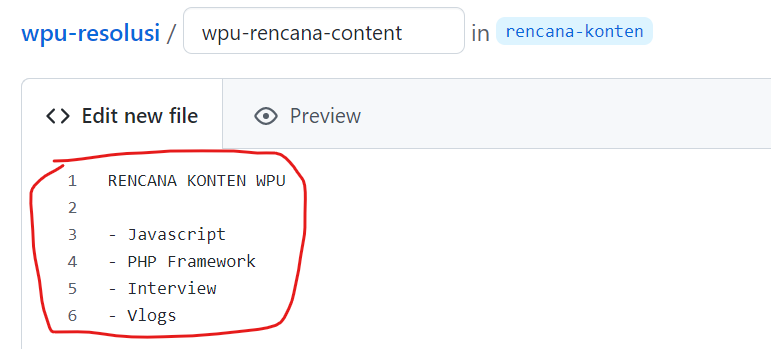 wpu-resolusi / wpu-rencana-content in rencana-konten
<> Edit new file Preview
1 RENCANA KONTEN WPU
2
3 - Javascript
4 - PHP Framework
5 - Interview
6 - Vlogs